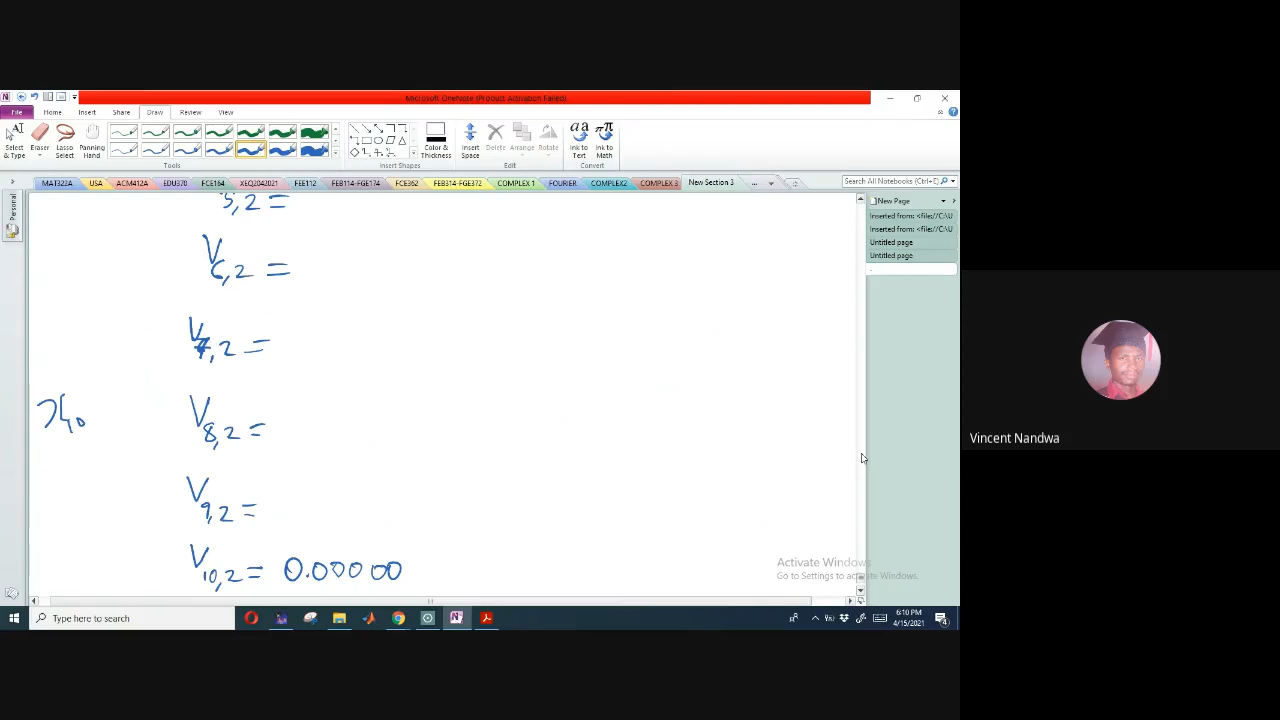 Microsoft OneNote (Product Activation Failed)
File Home Insert Share Draw Review View
Select & Type Eraser Lasso Select Panning Hand Color & Thickness Insert Space Delete Arrange Rotate Ink to Text Ink to Math
Tools Insert Shapes Edit Convert
MAT322A USA ACM412A EDU370 FCE164 XEQ2042021 FEE112 FEB114-FGE174 FCE362 FEB314-FGE372 COMPLEX 1 FOURIER COMPLEX2 COMPLEX 3 New Section 3 ... Search All Notebooks (Ctrl+E)
Personal
New Page
Inserted from: <file://C:\U
Inserted from: <file://C:\U
Untitled page
Untitled page
5,2 =
V6,2 =
V7,2 =
V8,2 =
V9,2 =
V10,2 = 0.00000
Vincent Nandwa
Activate Windows
Go to Settings to activate Windows.
Type here to search
6:10 PM
4/15/2021